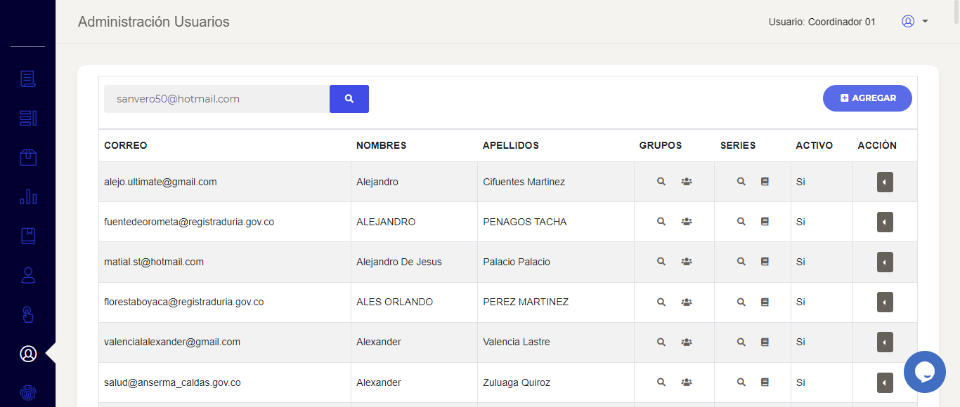 Administración Usuarios
Usuario: Coordinador 01
sanvero50@hotmail.com
AGREGAR
CORREO NOMBRES APELLIDOS GRUPOS SERIES ACTIVO ACCIÓN
alejo.ultimate@gmail.com Alejandro Cifuentes Martinez Si
fuentedeorometa@registraduria.gov.co ALEJANDRO PENAGOS TACHA Si
matial.st@hotmail.com Alejandro De Jesus Palacio Palacio Si
florestaboyaca@registraduria.gov.co ALES ORLANDO PEREZ MARTINEZ Si
valencialalexander@gmail.com Alexander Valencia Lastre Si
salud@anserma_caldas.gov.co Alexander Zuluaga Quiroz Si